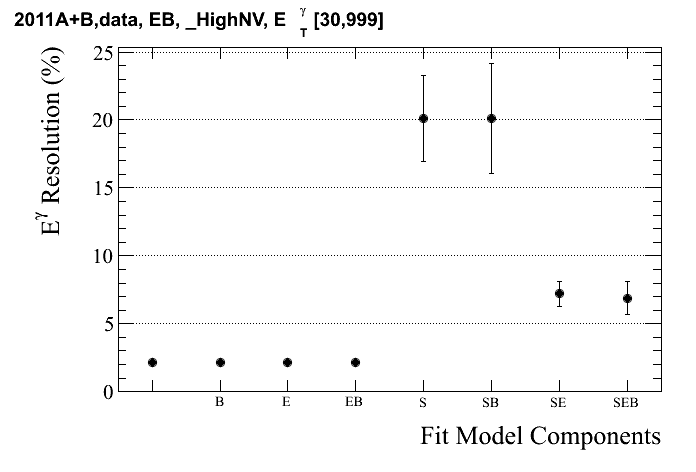 2011A+B,data, EB, _HighNV, E γ T [30,999]
Eγ Resolution (%)
25
20
15
10
5
0
B E EB S SB SE SEB
Fit Model Components